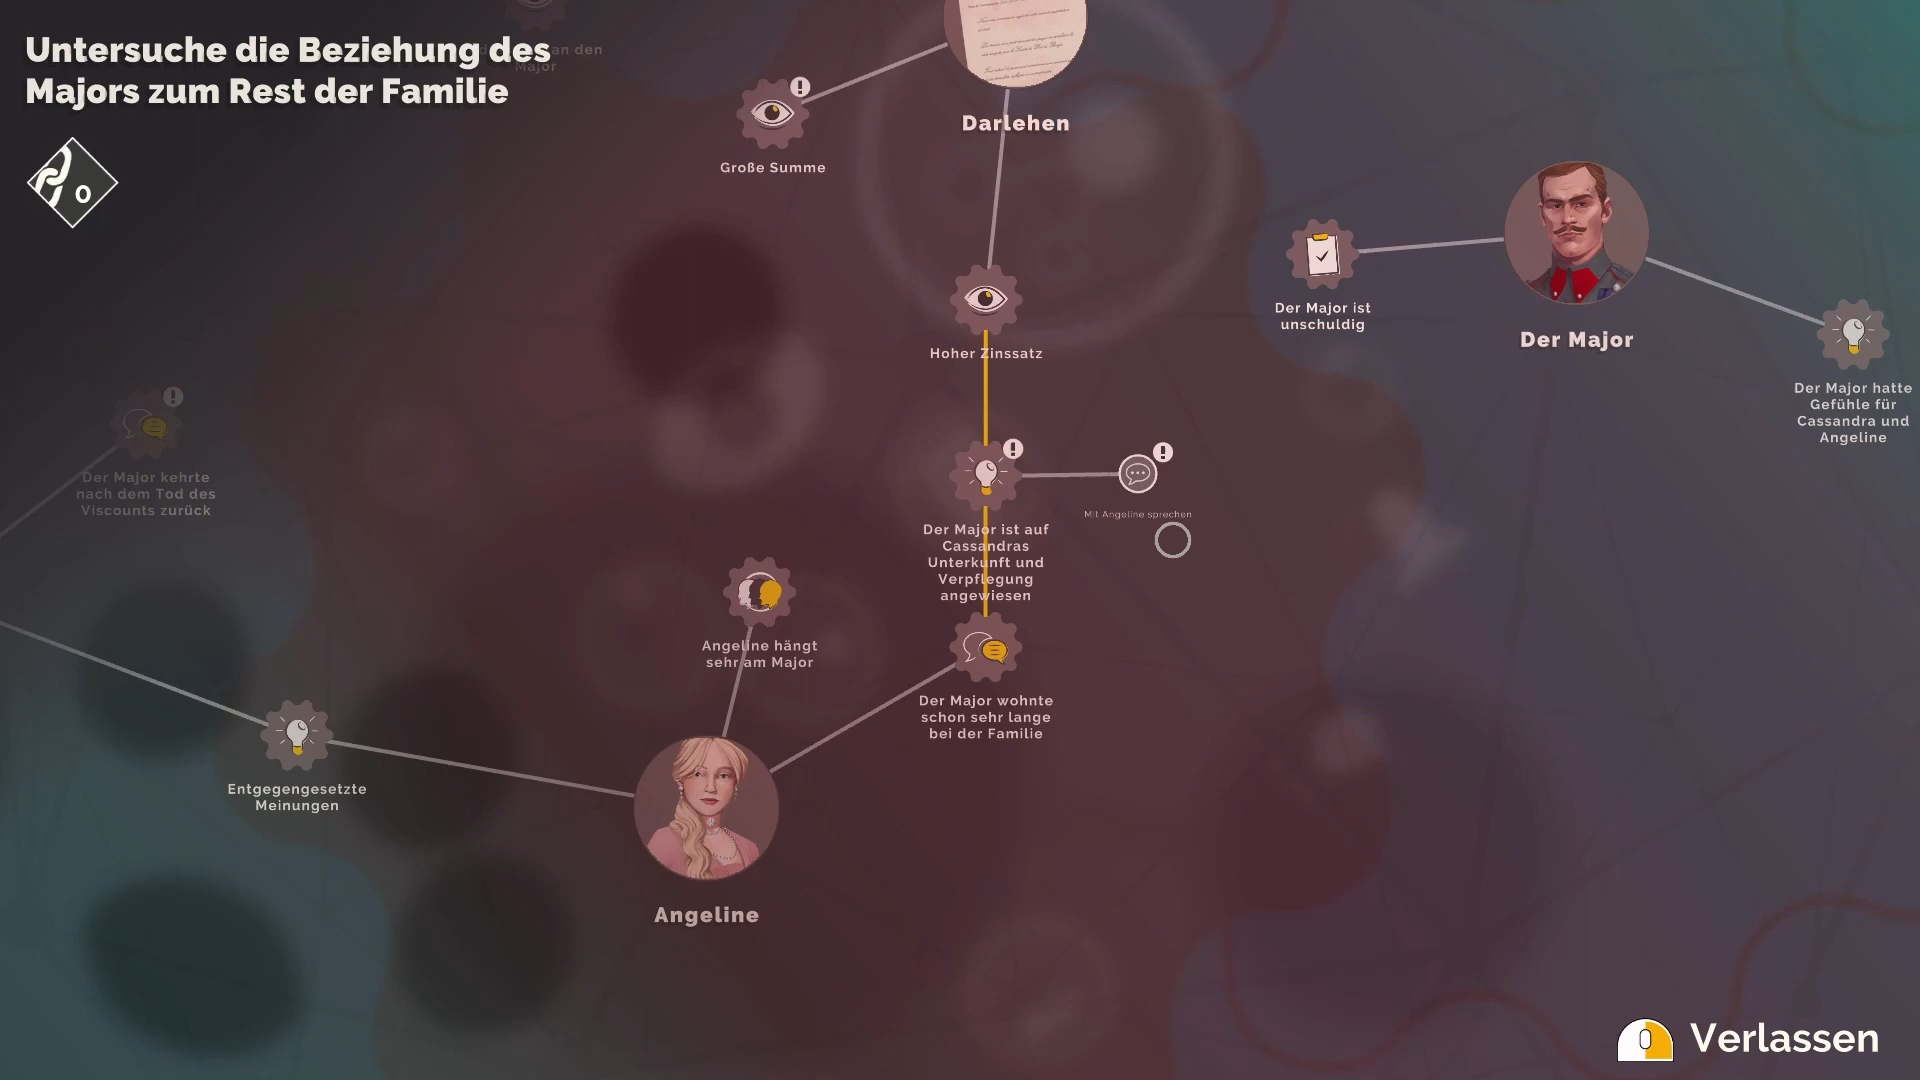 Untersuche die Beziehung des
Majors zum Rest der Familie
an den
Major
0
Große Summe
Darlehen
Der Major ist
unschuldig
Der Major
Hoher Zinssatz
Der Major hatte
Gefühle für
Cassandra und
Angeline
Der Major kehrte
nach dem Tod des
Viscounts zurück
Mit Angeline sprechen
Der Major ist auf
Cassandras
Unterkunft und
Verpflegung
angewiesen
Angeline hängt
sehr am Major
Der Major wohnte
schon sehr lange
bei der Familie
Entgegengesetzte
Meinungen
Angeline
Verlassen